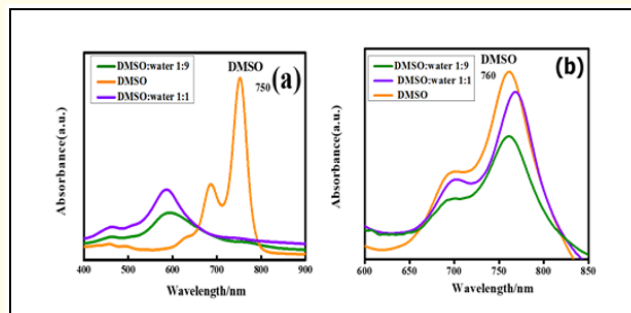 DMSO:water 1:9
DMSO
DMSO:water 1:1
DMSO
750
(a)
Absorbance(a.u.)
400 500 600 700 800 900
Wavelength/nm
DMSO:water 1:9
DMSO:water 1:1
DMSO
DMSO
760
(b)
Absorbance(a.u.)
600 650 700 750 800 850
Wavelength/nm